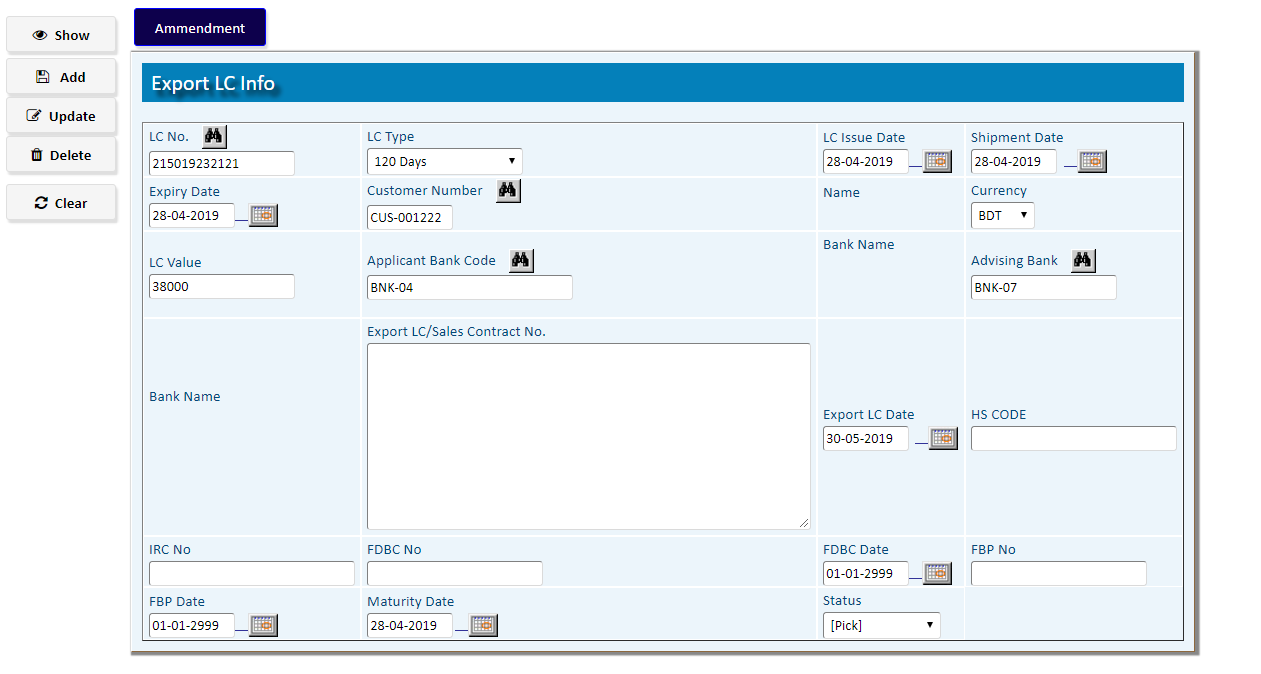 Ammendment
Show
Add
Update
Delete
Clear
Export LC Info
LC No.
215019232121
LC Type
120 Days
LC Issue Date
28-04-2019
Shipment Date
28-04-2019
Expiry Date
28-04-2019
Customer Number
CUS-001222
Name
Currency
BDT
LC Value
38000
Applicant Bank Code
BNK-04
Bank Name
Advising Bank
BNK-07
Bank Name
Export LC/Sales Contract No.
Export LC Date
30-05-2019
HS CODE
IRC No
FDBC No
FDBC Date
01-01-2999
FBP No
FBP Date
01-01-2999
Maturity Date
28-04-2019
Status
[Pick]